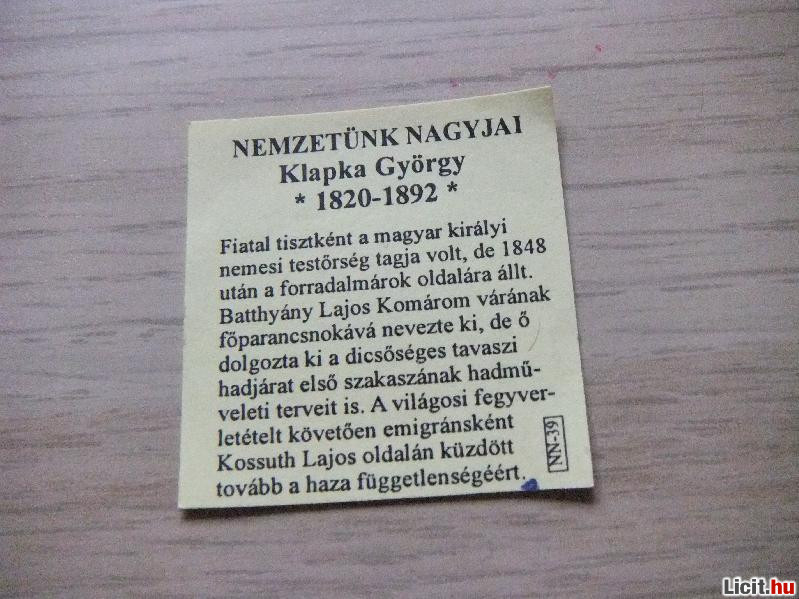 NEMZETÜNK NAGYJAI
Klapka György
* 1820-1892 *
Fiatal tisztként a magyar királyi
nemesi testőrség tagja volt, de 1848
után a forradalmárok oldalára állt.
Batthyány Lajos Komárom várának
főparancsnokává nevezte ki, de ő
dolgozta ki a dicsőséges tavaszi
hadjárat első szakaszának hadmű-
veleti terveit is. A világosi fegyver-
letételt követően emigránsként
Kossuth Lajos oldalán küzdött
tovább a haza függetlenségéért.
NN-39
Licit.hu